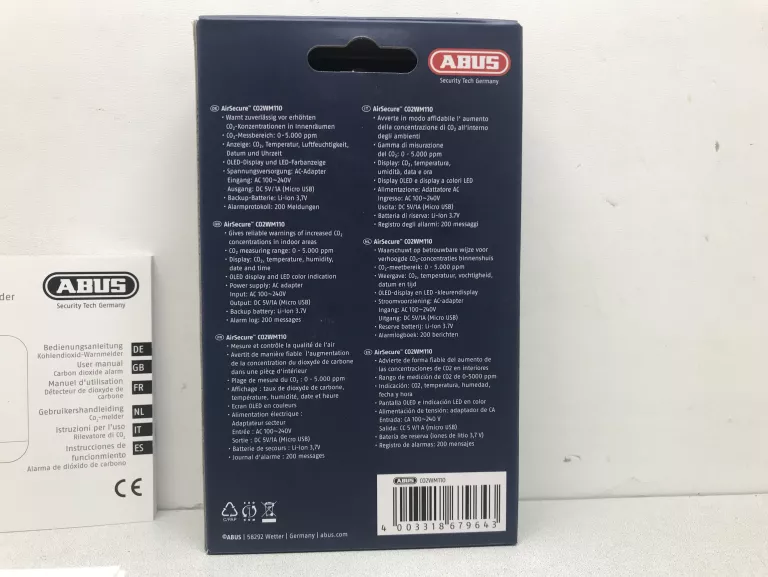 ABUS
Security Tech Germany
DE AirSecure™ CO2WM110
• Warnt zuverlässig vor erhöhten
CO₂-Konzentrationen in Innenräumen
• CO₂-Messbereich: 0-5.000 ppm
• Anzeige: CO₂, Temperatur, Luftfeuchtigkeit,
Datum und Uhrzeit
• OLED-Display und LED-Farbanzeige
• Spannungsversorgung: AC-Adapter
Eingang: AC 100~240V
Ausgang: DC 5V/1A (Micro USB)
• Backup-Batterie: Li-Ion 3,7V
• Alarmprotokoll: 200 Meldungen
GB AirSecure™ CO2WM110
• Gives reliable warnings of increased CO₂
concentrations in indoor areas
• CO₂ measuring range: 0 - 5.000 ppm
• Display: CO₂, temperature, humidity,
date and time
• OLED display and LED color indication
• Power supply: AC adapter
Input: AC 100~240V
Output: DC 5V/1A (Micro USB)
• Backup battery: Li-Ion 3.7V
• Alarm log: 200 messages
FR AirSecure™ CO2WM110
• Mesure et contrôle la qualité de l'air
• Avertit de manière fiable l'augmentation
de la concentration du dioxyde de carbone
dans une pièce d'intérieur
• Plage de mesure du CO₂ : 0 - 5.000 ppm
• Affichage : taux de dioxyde de carbone,
température, humidité, date et heure
• Ecran OLED en couleurs
• Alimentation électrique :
Adaptateur secteur
Entrée : AC 100~240V
Sortie : DC 5V/1A (Micro USB)
• Batterie de secours : Li-Ion 3,7V
• Journal d'alarme : 200 messages
IT AirSecure™ CO2WM110
• Avverte in modo affidabile l' aumento
delle concentrazione di CO₂ all'interno
degli ambienti
• Gamma di misurazione
del CO₂: 0 - 5.000 ppm
• Display: CO₂, temperatura,
umidità, data e ora
• Display OLED e display a colori LED
• Alimentazione: Adattatore AC
Ingresso: AC 100~240V
Uscita: DC 5V/1A (Micro USB)
• Batteria di riserva: Li-Ion 3,7V
• Registro degli allarmi: 200 messaggi
NL AirSecure™ CO2WM110
• Waarschuwt op betrouwbare wijze voor
verhoogde CO₂-concentraties binnenshuis
• CO₂-meetbereik: 0 - 5.000 ppm
• Weergave: CO₂, temperatuur, vochtigheid,
datum en tijd
• OLED-display en LED -kleurendisplay
• Stroomvoorziening: AC-adapter
Ingang: AC 100~240V
Uitgang: DC 5V/1A (Micro USB)
• Reserve batterij: Li-Ion 3,7V
• Alarmlogboek: 200 berichten
ES AirSecure™ CO2WM110
• Advierte de forma fiable del aumento de
las concentraciones de CO2 en interiores
• Rango de medición de CO2 de 0-5000 ppm
• Indicación: CO2, temperatura, humedad,
fecha y hora
• Pantalla OLED e indicación LED en color
• Alimentación de tensión: adaptador de CA
Entrada: CA 100~240 V
Salida: CC 5 V/1 A (micro USB)
• Batería de reserva (iones de litio 3,7 V)
• Registro de alarmas: 200 mensajes
ABUS CO2WM110
4 003318 679643
C/PAP
©ABUS | 58292 Wetter | Germany | abus.com
lder
ABUS
Security Tech Germany
Bedienungsanleitung DE
Kohlendioxid-Warnmelder
User manual GB
Carbon dioxide alarm
Manuel d'utilisation FR
Détecteur de dioxyde de
carbone
Gebruikershandleiding NL
Co₂-melder
Istruzioni per l'uso IT
Rilevatore di CO₂
Instrucciones de ES
funcionamiento
Alarma de dióxido de carbono
CE